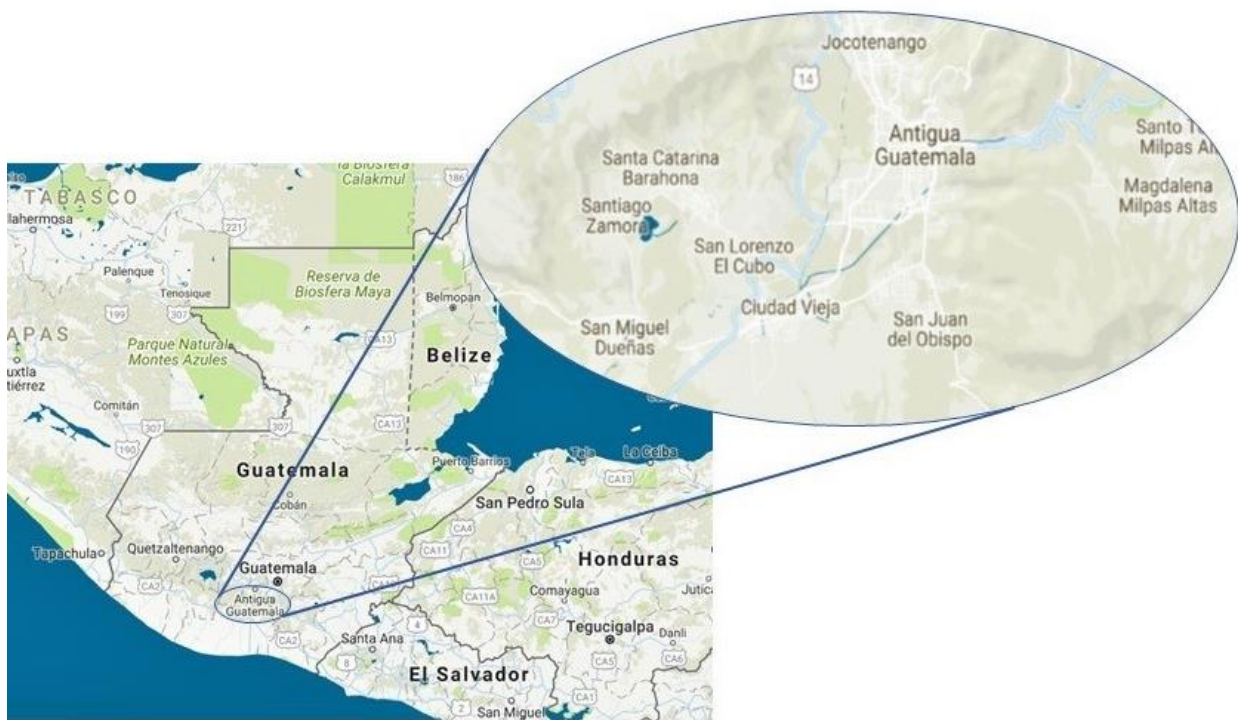 Jocotenango
14
Antigua
Guatemala
Milpas
Santa Catarina
Barahona
Magdalena
Milpas Altas
Santiago
Zamora
San Lorenzo
El Cubo
Ciudad Vieja
San Juan
del Obispo
San Miguel
Dueñas
la Biosfera
Calakmul
186
TABASCO
221
Palenque
Reserva de
Biosfera Maya
Tenosique
Belmopan
199
307
CA13
Parque Natural
Montes Azules
Belize
Comitán
307
307
CA13
190
Guatemala
Puerto Barrios
Tela
La Ceiba
CA13
Cobán
San Pedro Sula
CA4
Tapachula
Quetzaltenango
CA11
Honduras
Guatemala
CA5
CA2
CA11A
Comayagua
Antigua
Guatemala
CA7
Tegucigalpa
Danli
CA2
Santa Ana
4
CA5
CA6
8
El Salvador
CA1
2
San Miguel